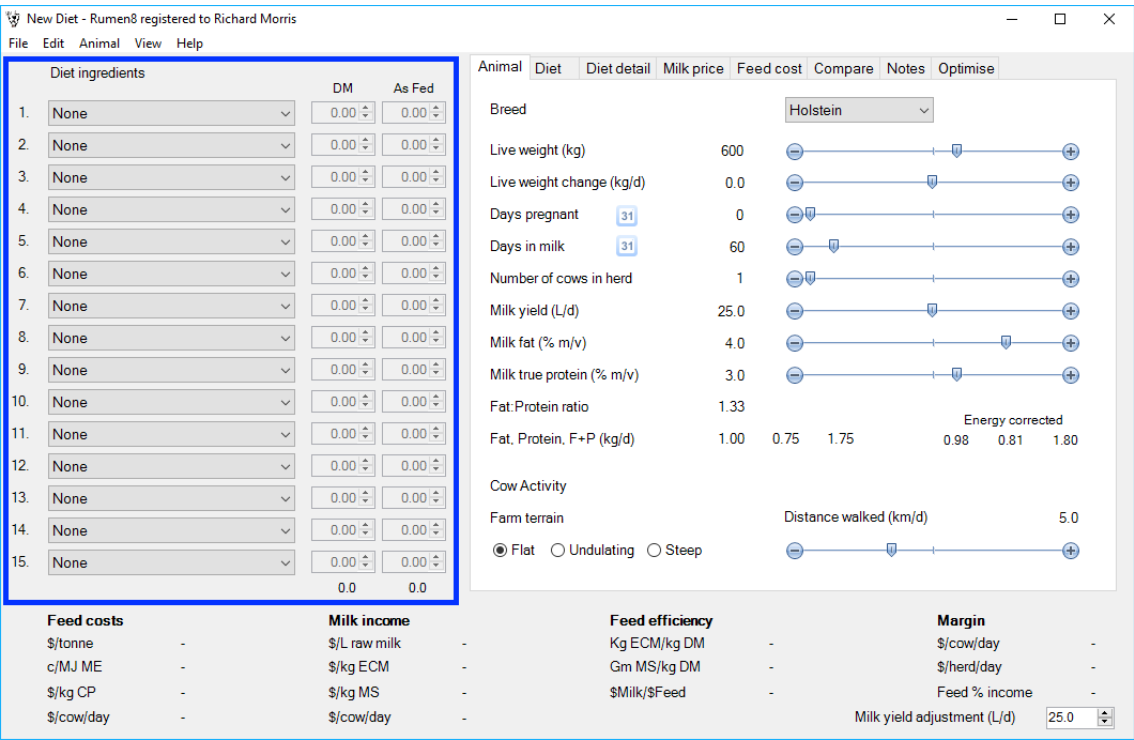 New Diet - Rumen8 registered to Richard Morris
File Edit Animal View Help
Diet ingredients
DM As Fed
1. None 0.00 0.00
2. None 0.00 0.00
3. None 0.00 0.00
4. None 0.00 0.00
5. None 0.00 0.00
6. None 0.00 0.00
7. None 0.00 0.00
8. None 0.00 0.00
9. None 0.00 0.00
10. None 0.00 0.00
11. None 0.00 0.00
12. None 0.00 0.00
13. None 0.00 0.00
14. None 0.00 0.00
15. None 0.00 0.00
0.0 0.0
Animal Diet Diet detail Milk price Feed cost Compare Notes Optimise
Breed Holstein
Live weight (kg) 600
Live weight change (kg/d) 0.0
Days pregnant 31 0
Days in milk 31 60
Number of cows in herd 1
Milk yield (L/d) 25.0
Milk fat (% m/v) 4.0
Milk true protein (% m/v) 3.0
Fat:Protein ratio 1.33
Energy corrected
Fat, Protein, F+P (kg/d) 1.00 0.75 1.75 0.98 0.81 1.80
Cow Activity
Farm terrain Distance walked (km/d) 5.0
Flat Undulating Steep
Feed costs Milk income Feed efficiency Margin
$/tonne - $/L raw milk - Kg ECM/kg DM - $/cow/day -
c/MJ ME - $/kg ECM - Gm MS/kg DM - $/herd/day -
$/kg CP - $/kg MS - $Milk/$Feed - Feed % income -
$/cow/day - $/cow/day - Milk yield adjustment (L/d) 25.0